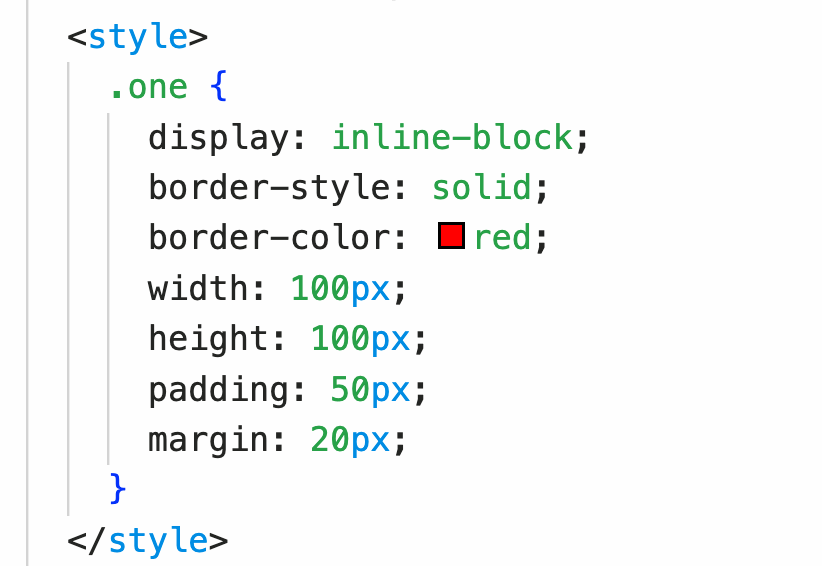 <style>
.one {
display: inline-block;
border-style: solid;
border-color: red;
width: 100px;
height: 100px;
padding: 50px;
margin: 20px;
}
</style>